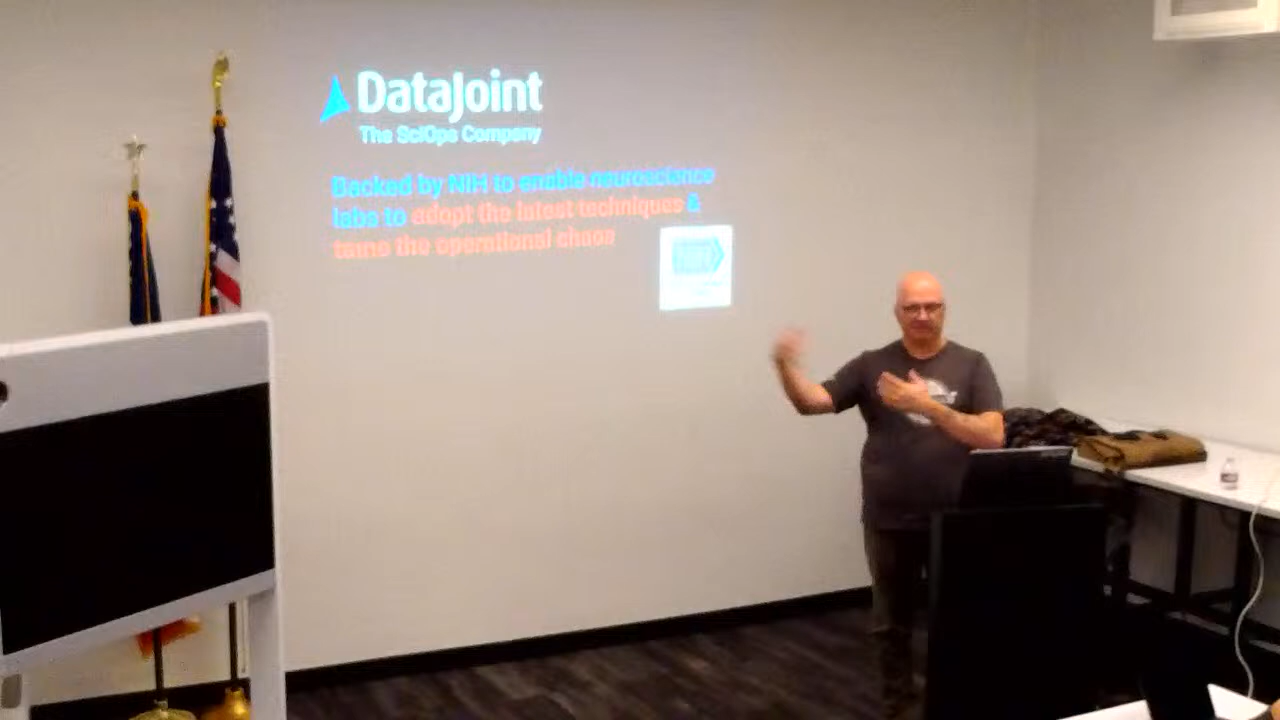 DataJoint
The SciOps Company
Backed by NIH to enable neuroscience
labs to adopt the latest techniques &
tame the operational chaos